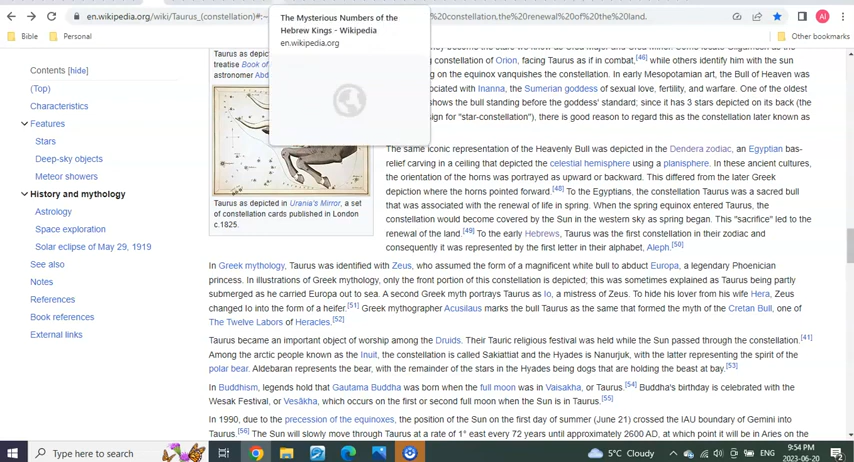 en.wikipedia.org/wiki/Taurus_(constellation)#:~
%20constellation,the%20renewal%20of%20the%20land.
AI
Bible
Personal
Other bookmarks
The Mysterious Numbers of the
Hebrew Kings - Wikipedia
en.wikipedia.org
Contents [hide]
(Top)
Characteristics
Features
Stars
Deep-sky objects
Meteor showers
History and mythology
Astrology
Space exploration
Solar eclipse of May 29, 1919
See also
Notes
References
Book references
External links
Taurus as depic
treatise Book of
astronomer Abd
Taurus as depicted in Urania's Mirror, a set
of constellation cards published in London
c.1825.
constellation of Orion, facing Taurus as if in combat,[46] while others identify him with the sun
g on the equinox vanquishes the constellation. In early Mesopotamian art, the Bull of Heaven was
ociated with Inanna, the Sumerian goddess of sexual love, fertility, and warfare. One of the oldest
shows the bull standing before the goddess' standard; since it has 3 stars depicted on its back (the
sign for "star-constellation"), there is good reason to regard this as the constellation later known as
The same iconic representation of the Heavenly Bull was depicted in the Dendera zodiac, an Egyptian bas-
relief carving in a ceiling that depicted the celestial hemisphere using a planisphere. In these ancient cultures,
the orientation of the horns was portrayed as upward or backward. This differed from the later Greek
depiction where the horns pointed forward.[48] To the Egyptians, the constellation Taurus was a sacred bull
that was associated with the renewal of life in spring. When the spring equinox entered Taurus, the
constellation would become covered by the Sun in the western sky as spring began. This "sacrifice" led to the
renewal of the land.[49] To the early Hebrews, Taurus was the first constellation in their zodiac and
consequently it was represented by the first letter in their alphabet, Aleph.[50]
In Greek mythology, Taurus was identified with Zeus, who assumed the form of a magnificent white bull to abduct Europa, a legendary Phoenician
princess. In illustrations of Greek mythology, only the front portion of this constellation is depicted; this was sometimes explained as Taurus being partly
submerged as he carried Europa out to sea. A second Greek myth portrays Taurus as Io, a mistress of Zeus. To hide his lover from his wife Hera, Zeus
changed Io into the form of a heifer.[51] Greek mythographer Acusilaus marks the bull Taurus as the same that formed the myth of the Cretan Bull, one of
The Twelve Labors of Heracles.[52]
Taurus became an important object of worship among the Druids. Their Tauric religious festival was held while the Sun passed through the constellation.[41]
Among the arctic people known as the Inuit, the constellation is called Sakiattiat and the Hyades is Nanurjuk, with the latter representing the spirit of the
polar bear. Aldebaran represents the bear, with the remainder of the stars in the Hyades being dogs that are holding the beast at bay.[53]
In Buddhism, legends hold that Gautama Buddha was born when the full moon was in Vaisakha, or Taurus.[54] Buddha's birthday is celebrated with the
Wesak Festival, or Vesākha, which occurs on the first or second full moon when the Sun is in Taurus.[55]
In 1990, due to the precession of the equinoxes, the position of the Sun on the first day of summer (June 21) crossed the IAU boundary of Gemini into
Taurus.[56] The Sun will slowly move through Taurus at a rate of 1° east every 72 years until approximately 2600 AD, at which point it will be in Aries on the
Type here to search
5°C Cloudy
ENG
9:54 PM
2023-06-20
2